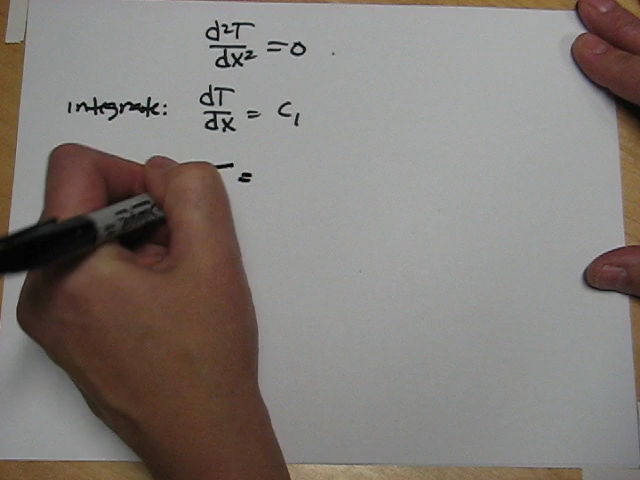 d²T/dx² = 0
integrate: dT/dx = C₁
T =